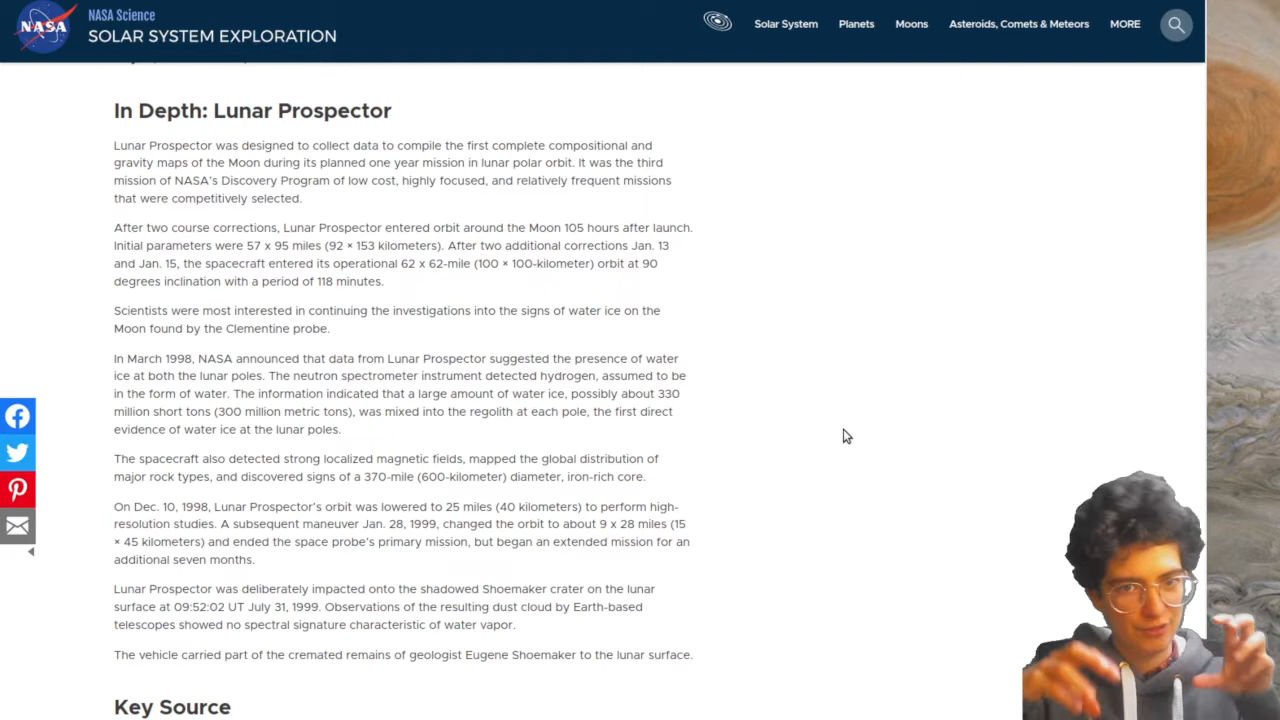 NASA
NASA Science
SOLAR SYSTEM EXPLORATION
Solar System
Planets
Moons
Asteroids, Comets & Meteors
MORE
In Depth: Lunar Prospector
Lunar Prospector was designed to collect data to compile the first complete compositional and
gravity maps of the Moon during its planned one year mission in lunar polar orbit. It was the third
mission of NASA's Discovery Program of low cost, highly focused, and relatively frequent missions
that were competitively selected.
After two course corrections, Lunar Prospector entered orbit around the Moon 105 hours after launch.
Initial parameters were 57 x 95 miles (92 × 153 kilometers). After two additional corrections Jan. 13
and Jan. 15, the spacecraft entered its operational 62 x 62-mile (100 × 100-kilometer) orbit at 90
degrees inclination with a period of 118 minutes.
Scientists were most interested in continuing the investigations into the signs of water ice on the
Moon found by the Clementine probe.
In March 1998, NASA announced that data from Lunar Prospector suggested the presence of water
ice at both the lunar poles. The neutron spectrometer instrument detected hydrogen, assumed to be
in the form of water. The information indicated that a large amount of water ice, possibly about 330
million short tons (300 million metric tons), was mixed into the regolith at each pole, the first direct
evidence of water ice at the lunar poles.
The spacecraft also detected strong localized magnetic fields, mapped the global distribution of
major rock types, and discovered signs of a 370-mile (600-kilometer) diameter, iron-rich core.
On Dec. 10, 1998, Lunar Prospector's orbit was lowered to 25 miles (40 kilometers) to perform high-
resolution studies. A subsequent maneuver Jan. 28, 1999, changed the orbit to about 9 x 28 miles (15
× 45 kilometers) and ended the space probe's primary mission, but began an extended mission for an
additional seven months.
Lunar Prospector was deliberately impacted onto the shadowed Shoemaker crater on the lunar
surface at 09:52:02 UT July 31, 1999. Observations of the resulting dust cloud by Earth-based
telescopes showed no spectral signature characteristic of water vapor.
The vehicle carried part of the cremated remains of geologist Eugene Shoemaker to the lunar surface.
Key Source